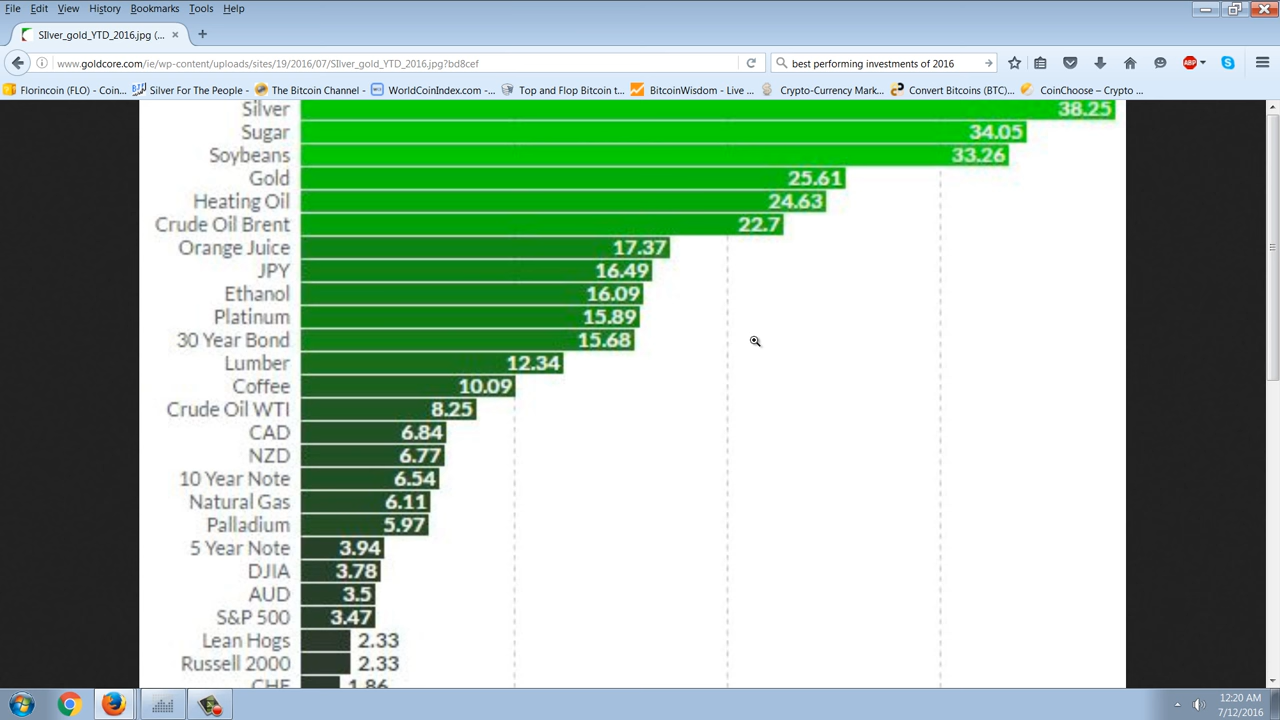 File Edit View History Bookmarks Tools Help
SIlver_gold_YTD_2016.jpg (...
www.goldcore.com/ie/wp-content/uploads/sites/19/2016/07/SIlver_gold_YTD_2016.jpg?bd8cef
best performing investments of 2016
ABP
Florincoin (FLO) - Coin... Silver For The People - ... The Bitcoin Channel - ... WorldCoinIndex.com -... Top and Flop Bitcoin t... BitcoinWisdom - Live ... Crypto-Currency Mark... Convert Bitcoins (BTC)... CoinChoose – Crypto ...
Silver 38.25
Sugar 34.05
Soybeans 33.26
Gold 25.61
Heating Oil 24.63
Crude Oil Brent 22.7
Orange Juice 17.37
JPY 16.49
Ethanol 16.09
Platinum 15.89
30 Year Bond 15.68
Lumber 12.34
Coffee 10.09
Crude Oil WTI 8.25
CAD 6.84
NZD 6.77
10 Year Note 6.54
Natural Gas 6.11
Palladium 5.97
5 Year Note 3.94
DJIA 3.78
AUD 3.5
S&P 500 3.47
Lean Hogs 2.33
Russell 2000 2.33
CHF 1.86
12:20 AM
7/12/2016